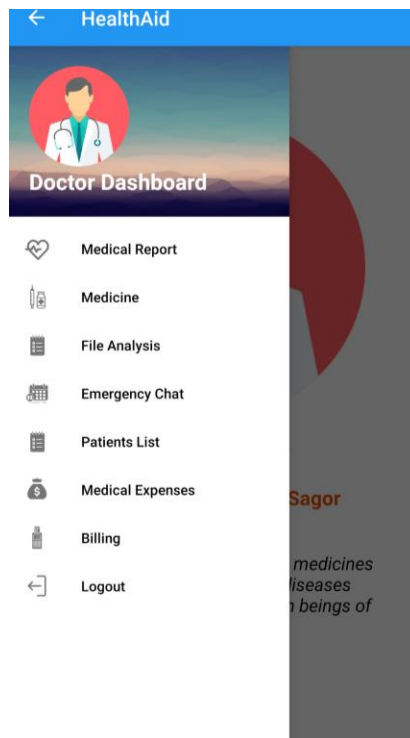 HealthAid
Doctor Dashboard
Medical Report
Medicine
File Analysis
Emergency Chat
Patients List
Medical Expenses
Sagor
Billing
medicines
Logout
beings of